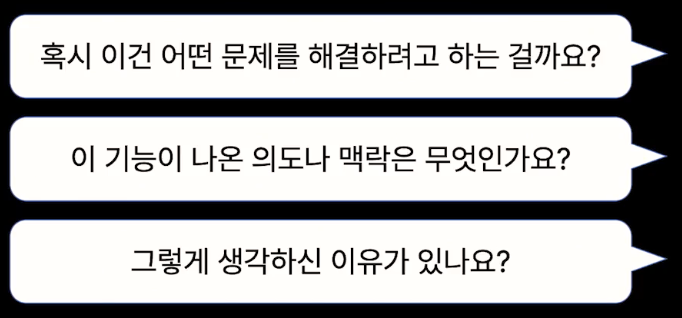 혹시 이건 어떤 문제를 해결하려고 하는 걸까요?
이 기능이 나온 의도나 맥락은 무엇인가요?
그렇게 생각하신 이유가 있나요?